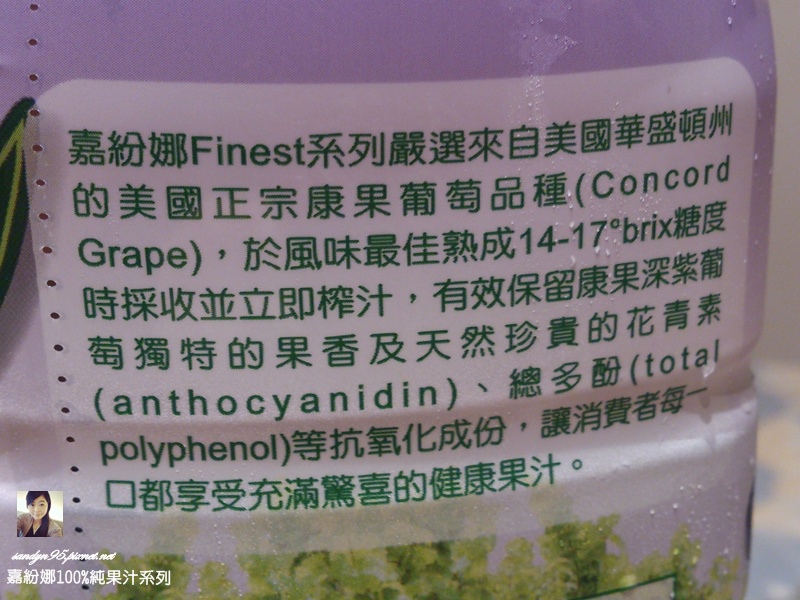 嘉紛娜Finest系列嚴選來自美國華盛頓州
的美國正宗康果葡萄品種(Concord
Grape)，於風味最佳熟成14-17°brix糖度
時採收並立即榨汁，有效保留康果深紫葡
萄獨特的果香及天然珍貴的花青素
(anthocyanidin)、總多酚(total
polyphenol)等抗氧化成份，讓消費者每一
口都享受充滿驚喜的健康果汁。
sandyn95.pixnet.net
嘉紛娜100%純果汁系列